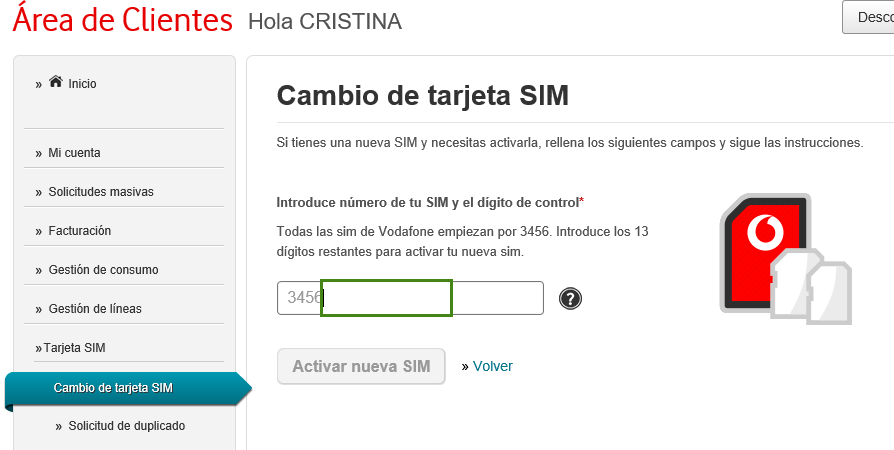 Área de Clientes Hola CRISTINA
Desc
» Inicio
» Mi cuenta
» Solicitudes masivas
» Facturación
» Gestión de consumo
» Gestión de líneas
»Tarjeta SIM
Cambio de tarjeta SIM
» Solicitud de duplicado
Cambio de tarjeta SIM
Si tienes una nueva SIM y necesitas activarla, rellena los siguientes campos y sigue las instrucciones.
Introduce número de tu SIM y el dígito de control*
Todas las sim de Vodafone empiezan por 3456. Introduce los 13
dígitos restantes para activar tu nueva sim.
3456
?
Activar nueva SIM » Volver